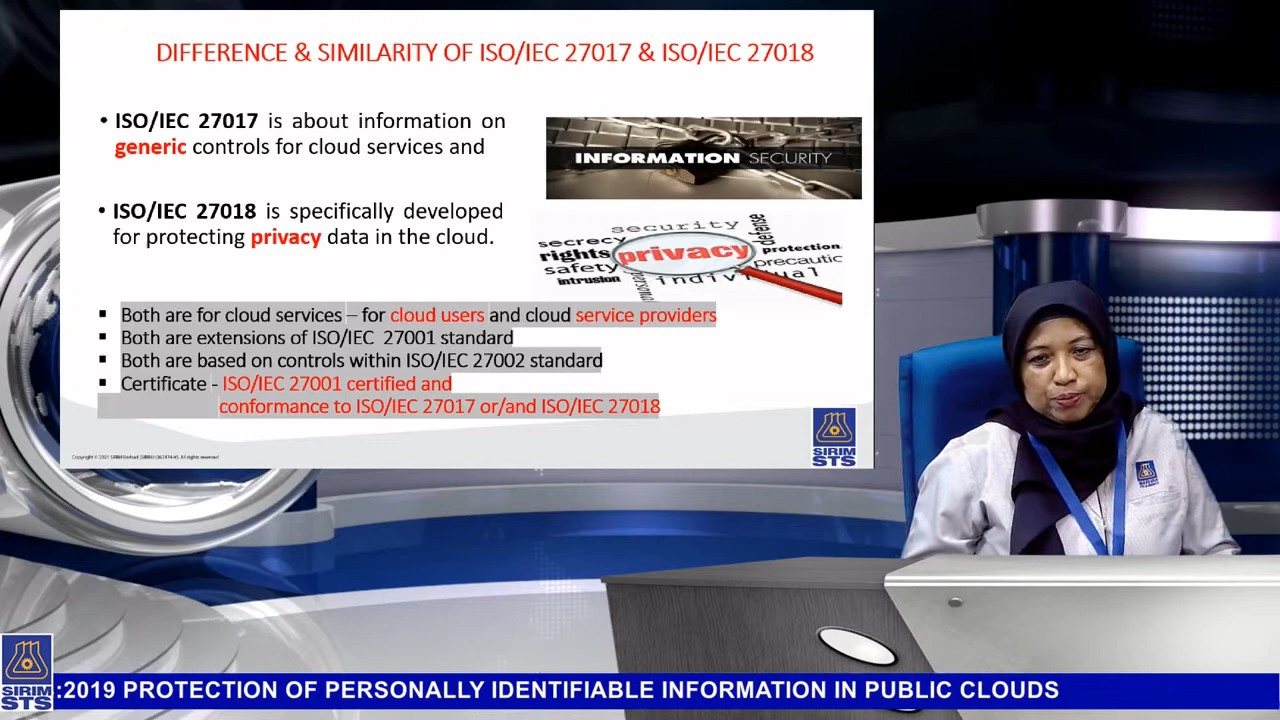 DIFFERENCE & SIMILARITY OF ISO/IEC 27017 & ISO/IEC 27018
• ISO/IEC 27017 is about information on
generic controls for cloud services and
INFORMATION SECURITY
• ISO/IEC 27018 is specifically developed
for protecting privacy data in the cloud.
security
secrecy
defense
rights
privacy
protection
safety
precautic
intrusion
individual
▪ Both are for cloud services – for cloud users and cloud service providers
▪ Both are extensions of ISO/IEC 27001 standard
▪ Both are based on controls within ISO/IEC 27002 standard
▪ Certificate - ISO/IEC 27001 certified and
conformance to ISO/IEC 27017 or/and ISO/IEC 27018
SIRIM
STS
SIRIM
STS
:2019 PROTECTION OF PERSONALLY IDENTIFIABLE INFORMATION IN PUBLIC CLOUDS